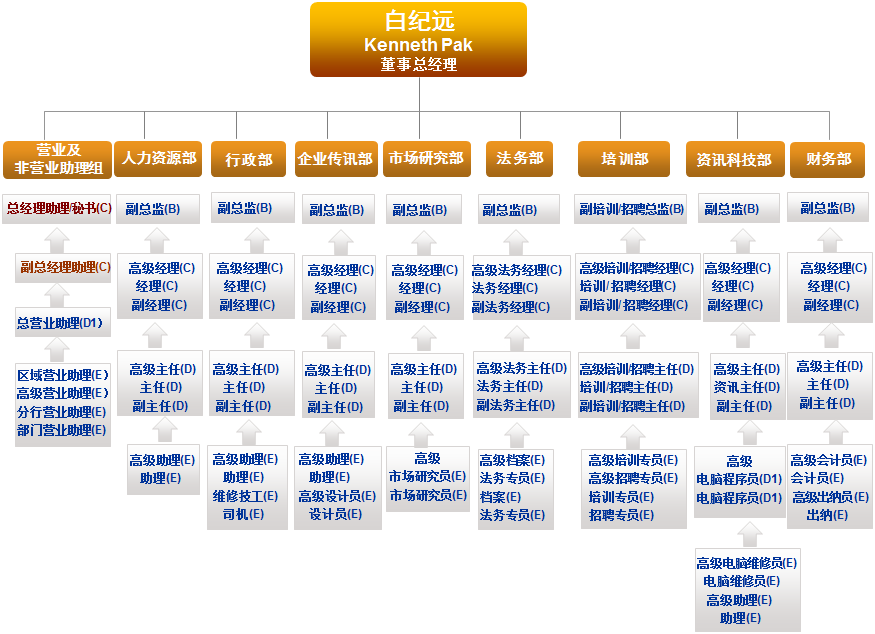 白纪远
Kenneth Pak
董事总经理
营业及
非营业助理组
人力资源部
行政部
企业传讯部
市场研究部
法务部
培训部
资讯科技部
财务部
总经理助理/秘书(C)
副总经理助理(C)
总营业助理(D1)
区域营业助理(E)
高级营业助理(E)
分行营业助理(E)
部门营业助理(E)
副总监(B)
高级经理(C)
经理(C)
副经理(C)
高级主任(D)
主任(D)
副主任(D)
高级助理(E)
助理(E)
副总监(B)
高级经理(C)
经理(C)
副经理(C)
高级主任(D)
主任(D)
副主任(D)
高级助理(E)
助理(E)
维修技工(E)
司机(E)
副总监(B)
高级经理(C)
经理(C)
副经理(C)
高级主任(D)
主任(D)
副主任(D)
高级助理(E)
助理(E)
高级设计员(E)
设计员(E)
副总监(B)
高级经理(C)
经理(C)
副经理(C)
高级主任(D)
主任(D)
副主任(D)
高级
市场研究员(E)
市场研究员(E)
副总监(B)
高级法务经理(C)
法务经理(C)
副法务经理(C)
高级法务主任(D)
法务主任(D)
副法务主任(D)
高级档案(E)
法务专员(E)
档案(E)
法务专员(E)
副培训/招聘总监(B)
高级培训/招聘经理(C)
培训/招聘经理(C)
副培训/招聘经理(C)
高级培训/招聘主任(D)
培训/招聘主任(D)
副培训/招聘主任(D)
高级培训专员(E)
高级招聘专员(E)
培训专员(E)
招聘专员(E)
副总监(B)
高级经理(C)
经理(C)
副经理(C)
高级主任(D)
资讯主任(D)
副主任(D)
高级
电脑程序员(D1)
电脑程序员(D1)
高级电脑维修员(E)
电脑维修员(E)
高级助理(E)
助理(E)
副总监(B)
高级经理(C)
经理(C)
副经理(C)
高级主任(D)
主任(D)
副主任(D)
高级会计员(E)
会计员(E)
高级出纳员(E)
出纳(E)